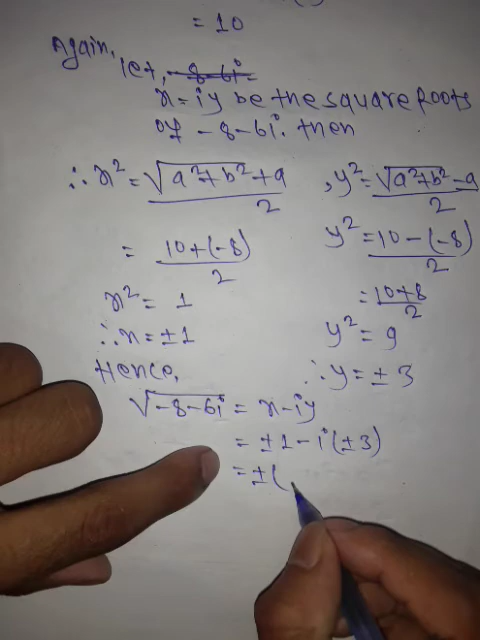 = 10
Again, let, -8-6i =
x = iy be the square Roots
of -8-6i. then
∴ x² = √(a²+b²)+a / 2 , y² = √(a²+b²)-a / 2
= 10+(-8) / 2 y² = 10-(-8) / 2
x² = 1 = 10+8 / 2
∴ x = ±1 y² = 9
Hence, ∴ y = ± 3
√-8-6i = x-iy
= ±1 - i(±3)
= ±(